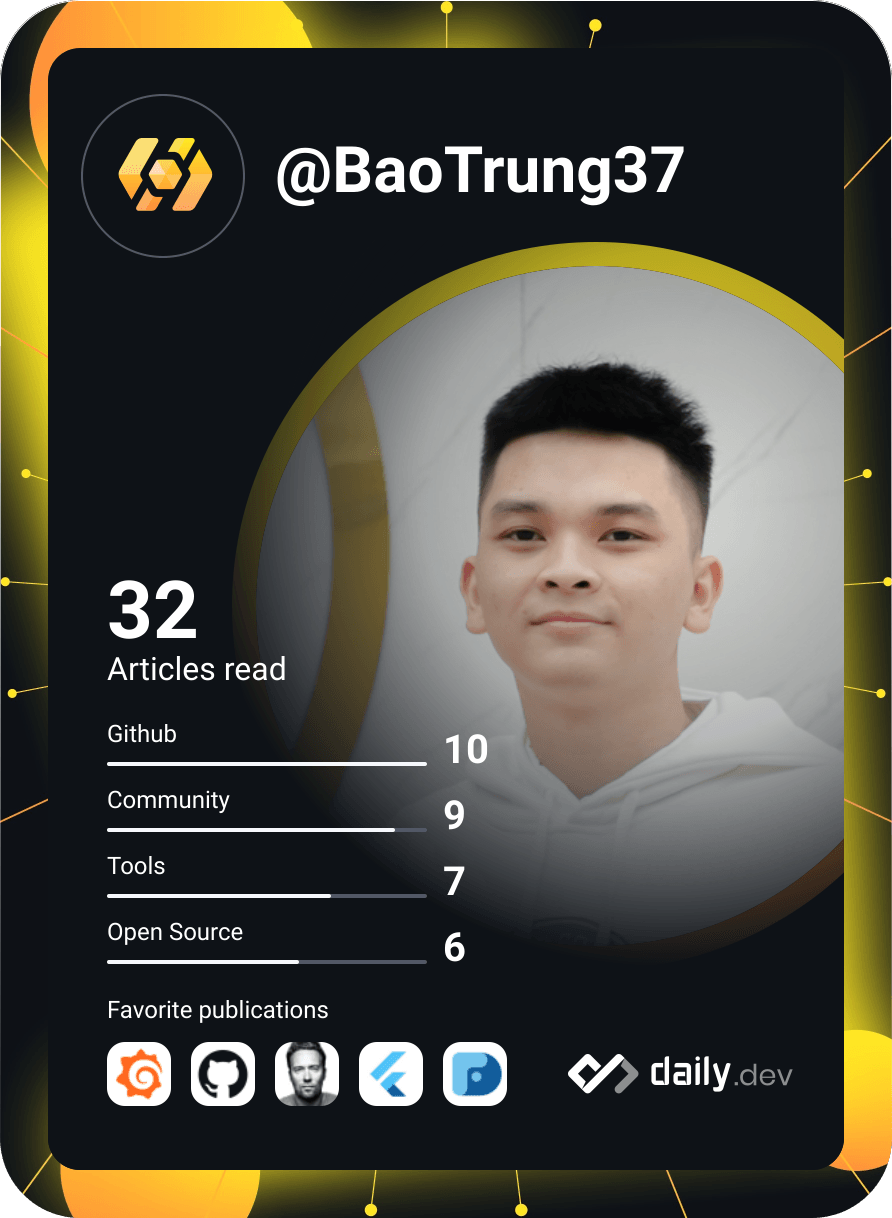 @BaoTrung37
32
Articles read
Github
10
Community
9
Tools
7
Open Source
6
Favorite publications
daily.dev